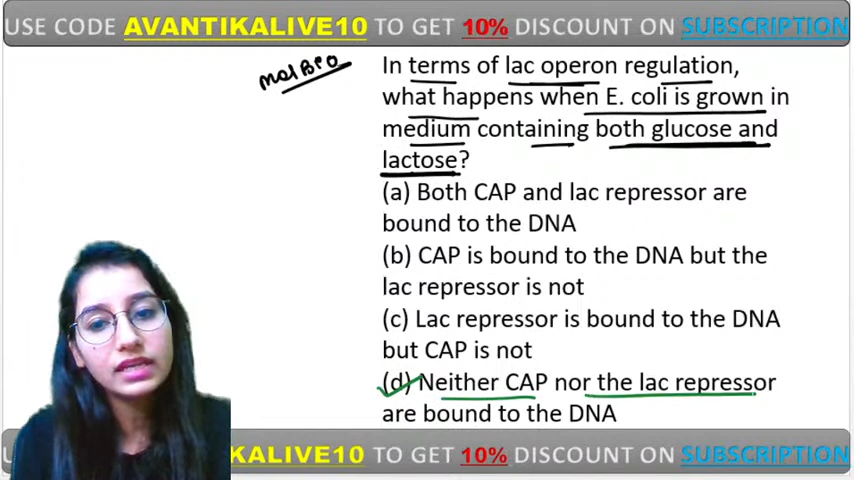 USE CODE AVANTIKALIVE10 TO GET 10% DISCOUNT ON SUBSCRIPTION
Mol Bio
In terms of lac operon regulation,
what happens when E. coli is grown in
medium containing both glucose and
lactose?
(a) Both CAP and lac repressor are
bound to the DNA
(b) CAP is bound to the DNA but the
lac repressor is not
(c) Lac repressor is bound to the DNA
but CAP is not
(d) Neither CAP nor the lac repressor
are bound to the DNA
KALIVE10 TO GET 10% DISCOUNT ON SUBSCRIPTION